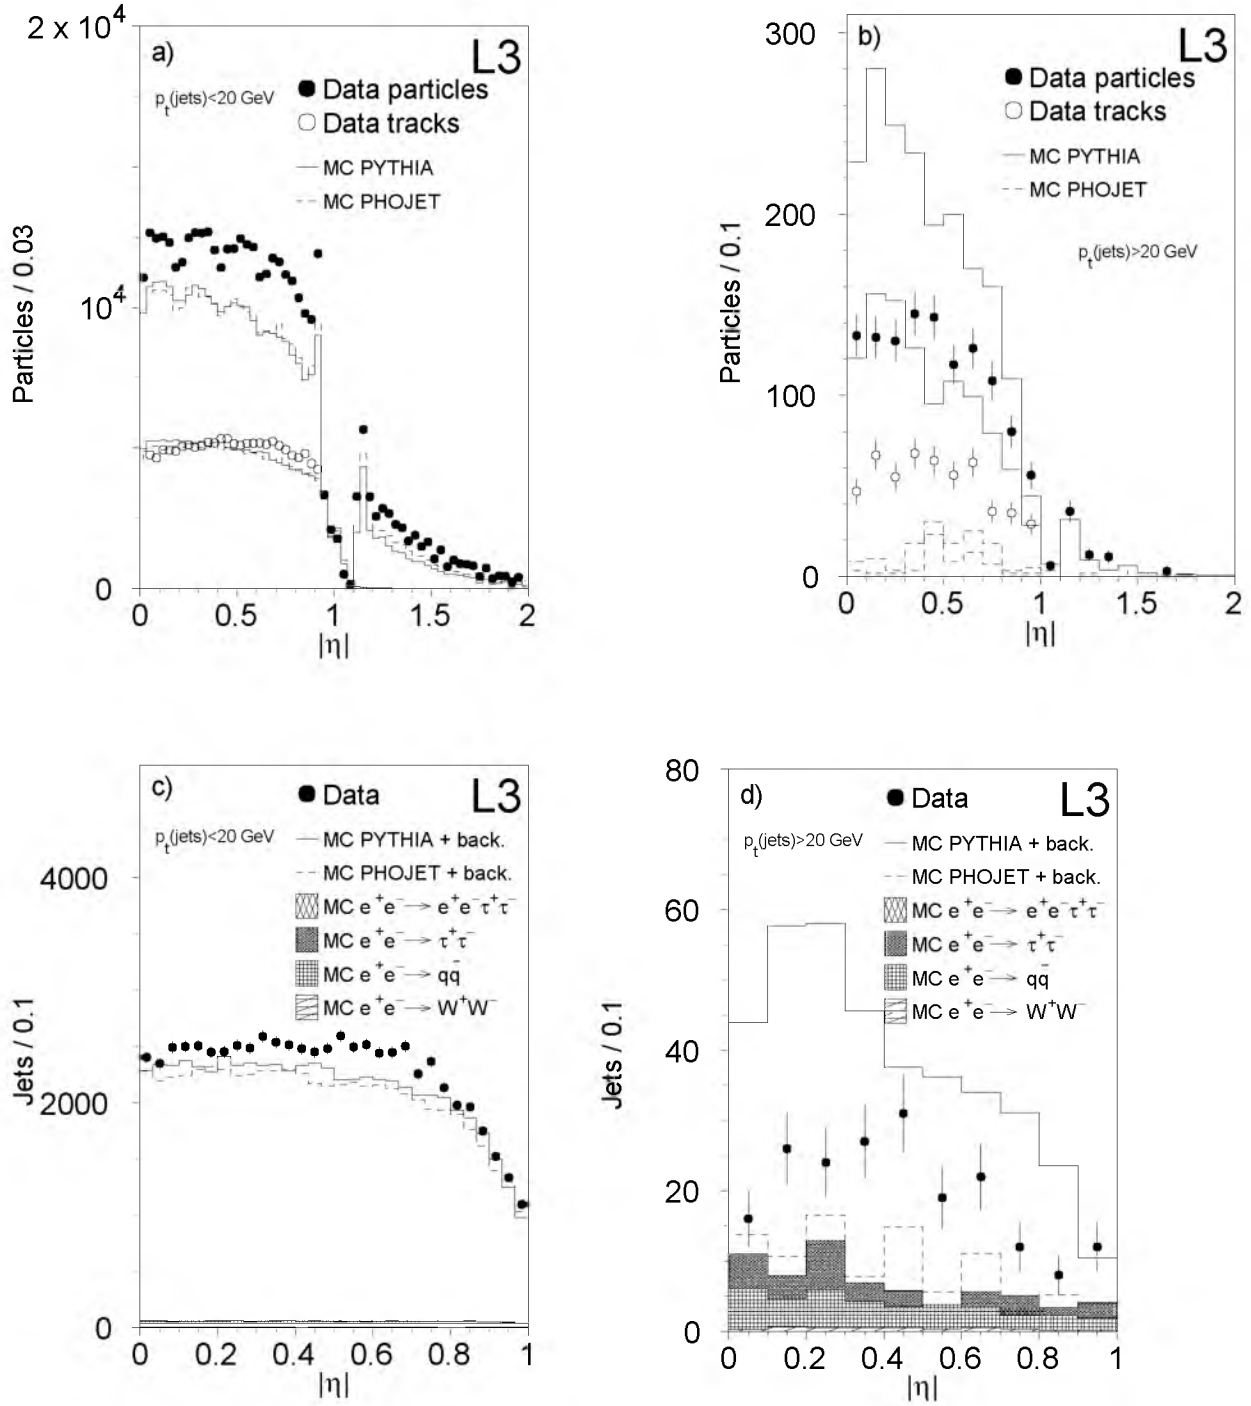 2 x 10⁴
a)
L3
p_t(jets)<20 GeV
Data particles
Data tracks
MC PYTHIA
MC PHOJET
Particles / 0.03
10⁴
0
0 0.5 1 1.5 2
|η|
300
b)
L3
Data particles
Data tracks
MC PYTHIA
MC PHOJET
200
p_t(jets)>20 GeV
Particles / 0.1
100
0
0 0.5 1 1.5 2
|η|
c)
L3
Data
p_t(jets)<20 GeV
MC PYTHIA + back.
MC PHOJET + back.
MC e⁺e⁻→ e⁺e⁻τ⁺τ⁻
MC e⁺e⁻→ τ⁺τ⁻
MC e⁺e⁻→ qq̄
MC e⁺e⁻→ W⁺W⁻
4000
Jets / 0.1
2000
0
0 0.2 0.4 0.6 0.8 1
|η|
80
d)
L3
Data
p_t(jets)>20 GeV
MC PYTHIA + back.
MC PHOJET + back.
MC e⁺e⁻→ e⁺e⁻τ⁺τ⁻
MC e⁺e⁻→ τ⁺τ⁻
MC e⁺e⁻→ qq̄
MC e⁺e⁻→ W⁺W⁻
60
Jets / 0.1
40
20
0
0 0.2 0.4 0.6 0.8 1
|η|